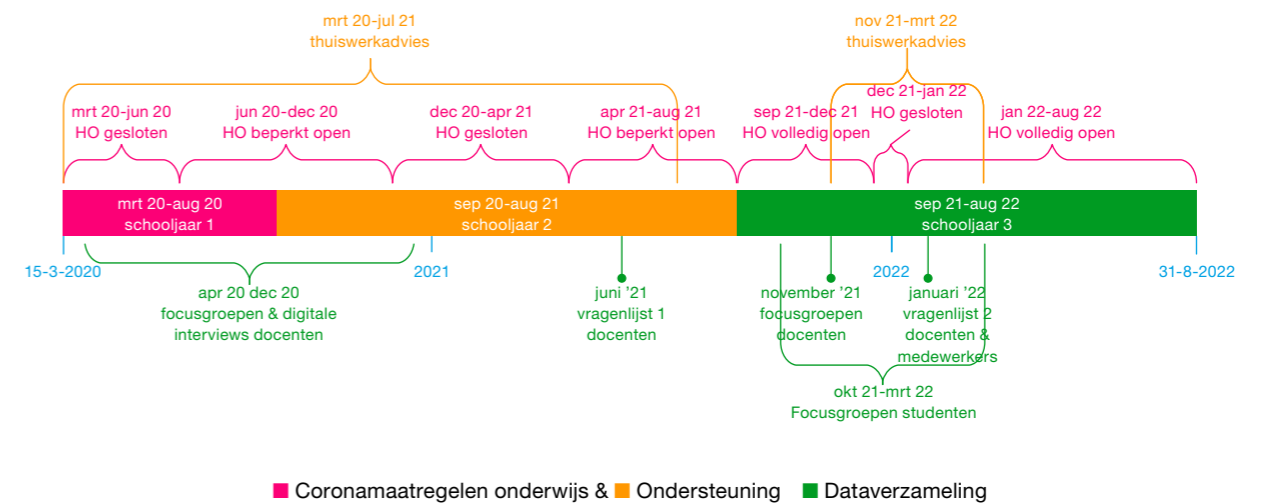 mrt 20-jul 21
thuiswerkadvies
nov 21-mrt 22
thuiswerkadvies
mrt 20-jun 20
HO gesloten
jun 20-dec 20
HO beperkt open
dec 20-apr 21
HO gesloten
apr 21-aug 21
HO beperkt open
sep 21-dec 21
HO volledig open
dec 21-jan 22
HO gesloten
jan 22-aug 22
HO volledig open
mrt 20-aug 20
schooljaar 1
sep 20-aug 21
schooljaar 2
sep 21-aug 22
schooljaar 3
15-3-2020
2021
2022
31-8-2022
apr 20 dec 20
focusgroepen & digitale
interviews docenten
juni ’21
vragenlijst 1
docenten
november ’21
focusgroepen
docenten
januari ’22
vragenlijst 2
docenten &
medewerkers
okt 21-mrt 22
Focusgroepen studenten
Coronamaatregelen onderwijs & Ondersteuning Dataverzameling